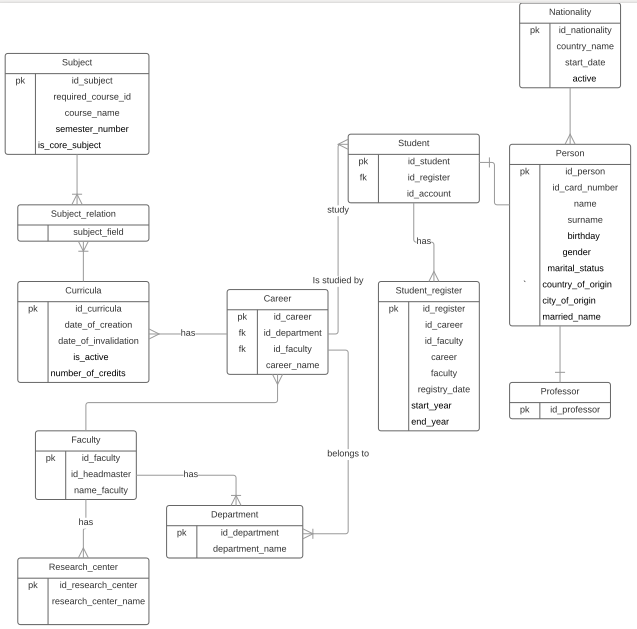 Nationality
pk id_nationality
country_name
start_date
active
Subject
pk id_subject
required_course_id
course_name
semester_number
is_core_subject
Student
pk id_student
fk id_register
id_account
Person
pk id_person
id_card_number
name
surname
birthday
gender
marital_status
country_of_origin
city_of_origin
married_name
Subject_relation
subject_field
study
has
Is studied by
Curricula
pk id_curricula
date_of_creation
date_of_invalidation
is_active
number_of_credits
has
Career
pk id_career
fk id_department
fk id_faculty
career_name
Student_register
pk id_register
id_career
id_faculty
career
faculty
registry_date
start_year
end_year
Professor
pk id_professor
Faculty
pk id_faculty
id_headmaster
name_faculty
has
belongs to
Department
pk id_department
department_name
has
Research_center
pk id_research_center
research_center_name